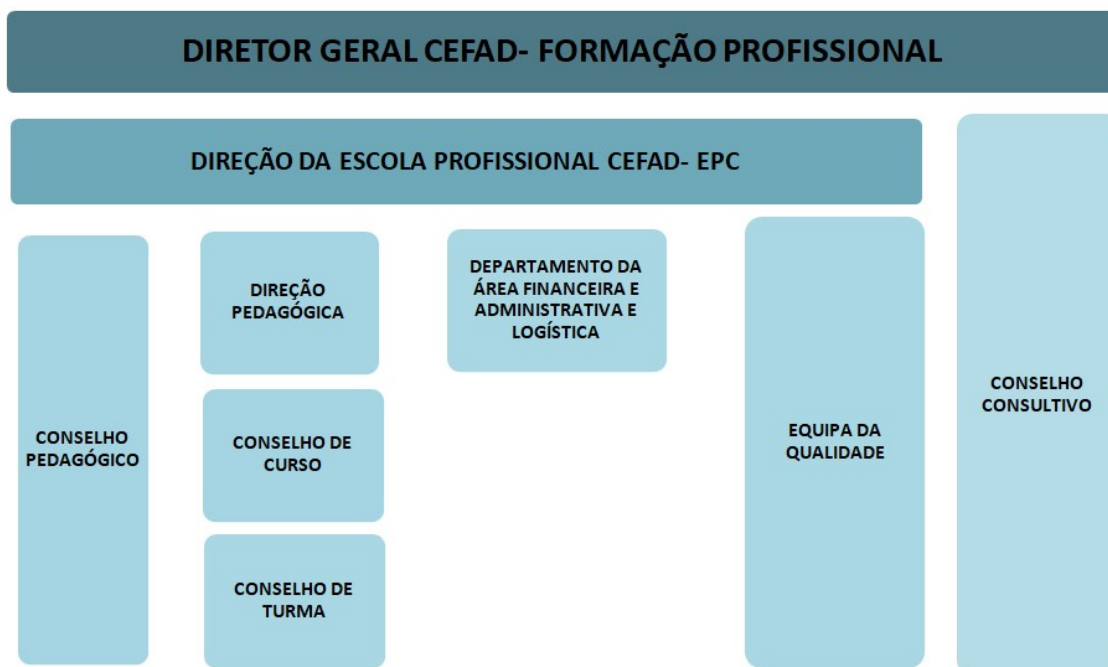 DIRETOR GERAL CEFAD- FORMAÇÃO PROFISSIONAL
DIREÇÃO DA ESCOLA PROFISSIONAL CEFAD- EPC
CONSELHO
PEDAGÓGICO
DIREÇÃO
PEDAGÓGICA
CONSELHO DE
CURSO
CONSELHO DE
TURMA
DEPARTAMENTO DA
ÁREA FINANCEIRA E
ADMINISTRATIVA E
LOGÍSTICA
EQUIPA DA
QUALIDADE
CONSELHO
CONSULTIVO